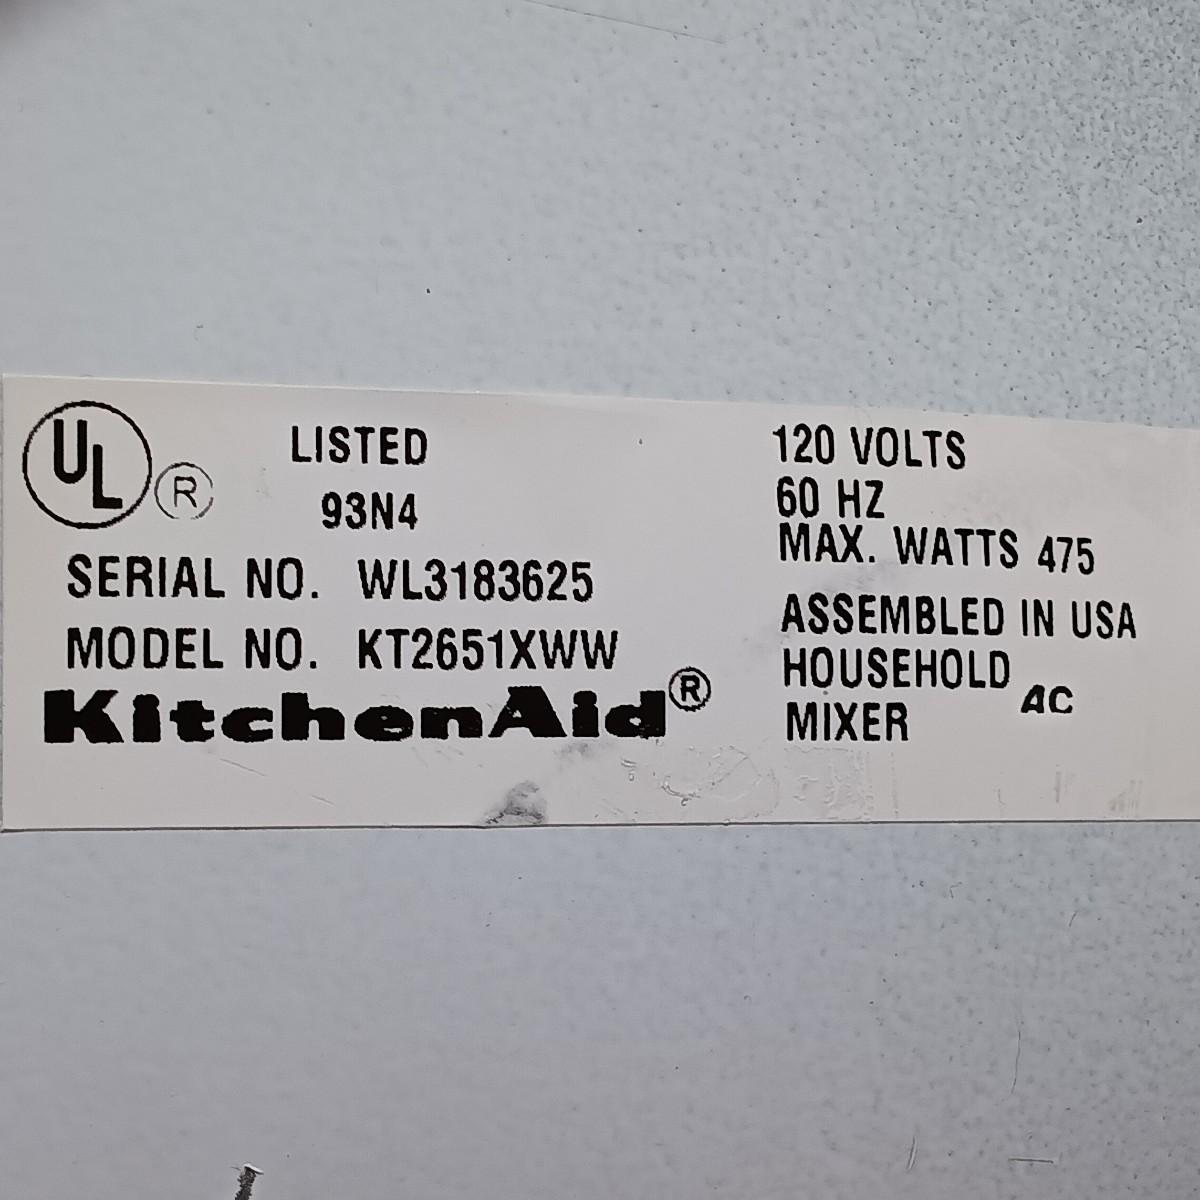 UL ® LISTED
93N4
SERIAL NO. WL3183625
MODEL NO. KT2651XWW
KitchenAid®
120 VOLTS
60 HZ
MAX. WATTS 475
ASSEMBLED IN USA
HOUSEHOLD AC
MIXER